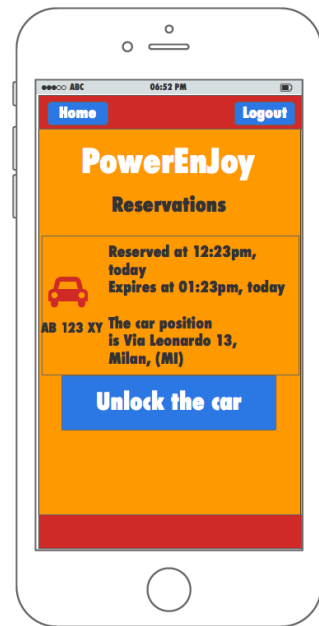 ABC 06:52 PM
Home Logout
PowerEnJoy
Reservations
Reserved at 12:23pm,
today
Expires at 01:23pm, today
AB 123 XY
The car position
is Via Leonardo 13,
Milan, (MI)
Unlock the car